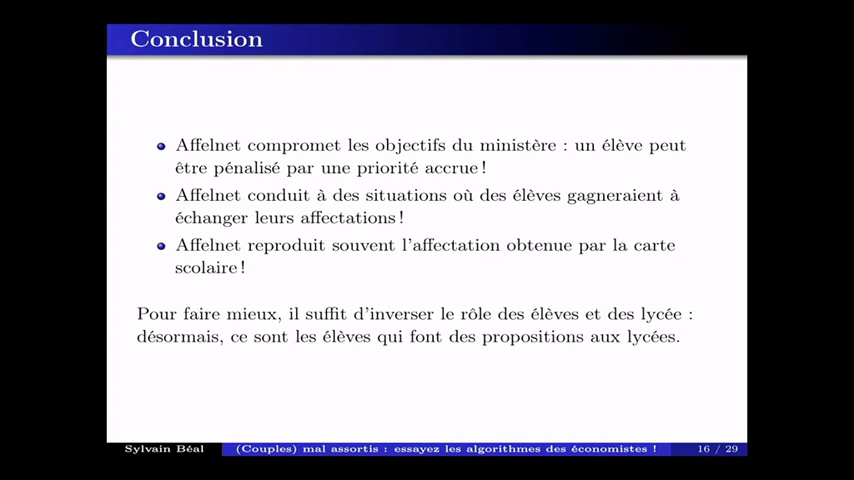 Conclusion
Affelnet compromet les objectifs du ministère : un élève peut
être pénalisé par une priorité accrue !
Affelnet conduit à des situations où des élèves gagneraient à
échanger leurs affectations !
Affelnet reproduit souvent l'affectation obtenue par la carte
scolaire !
Pour faire mieux, il suffit d'inverser le rôle des élèves et des lycée :
désormais, ce sont les élèves qui font des propositions aux lycées.
Sylvain Béal (Couples) mal assortis : essayez les algorithmes des économistes ! 16 / 29